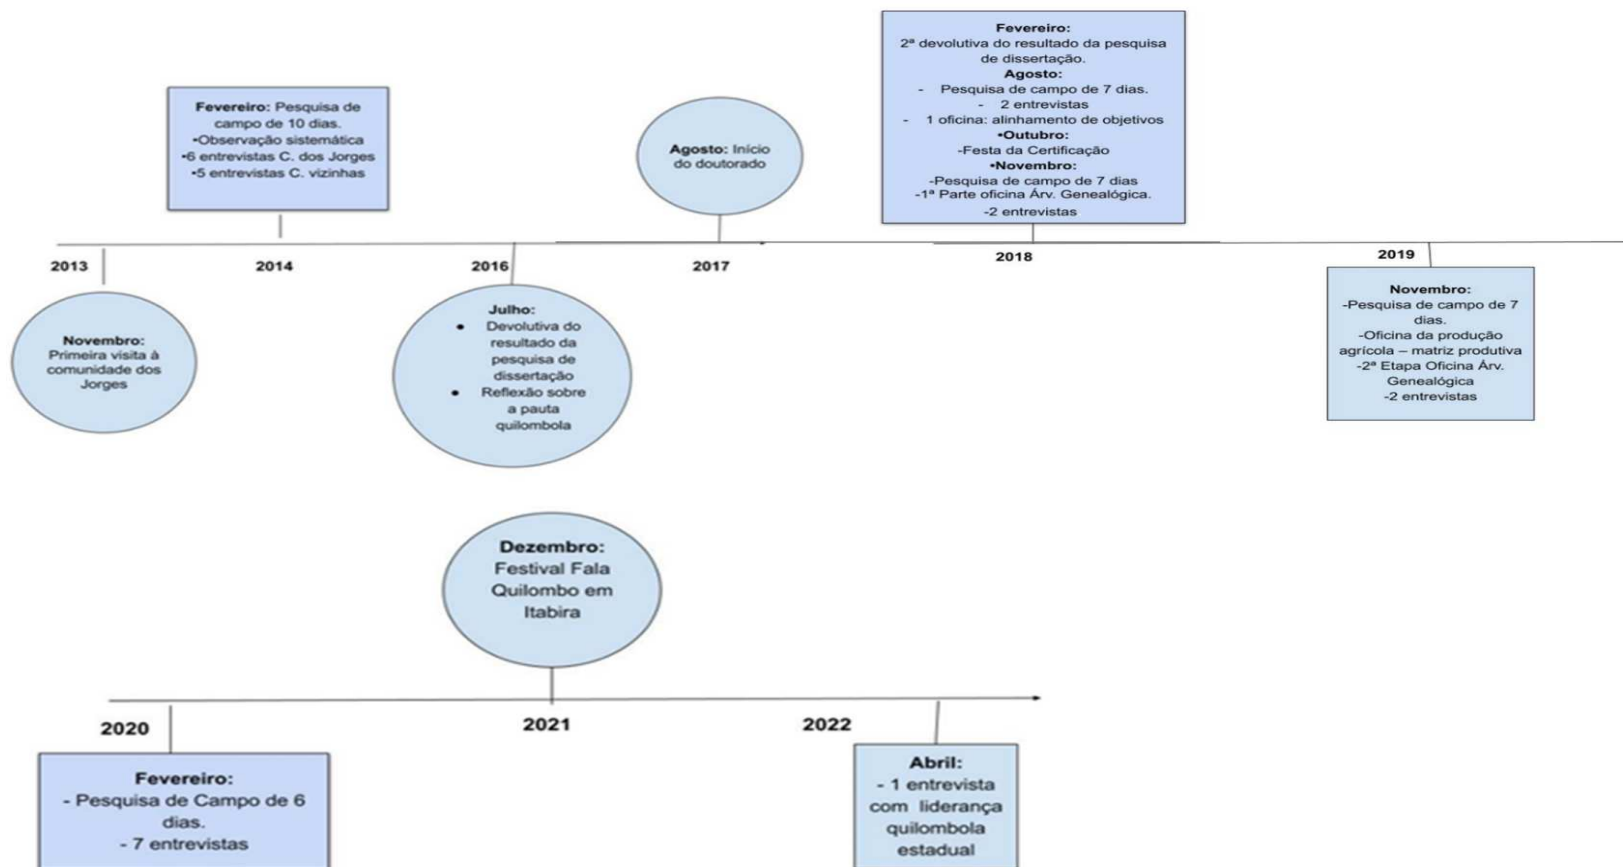 Fevereiro:
2ª devolutiva do resultado da pesquisa
de dissertação.
Agosto:
- Pesquisa de campo de 7 dias.
- 2 entrevistas
- 1 oficina: alinhamento de objetivos
•Outubro:
-Festa da Certificação
•Novembro:
-Pesquisa de campo de 7 dias
-1ª Parte oficina Árv. Genealógica.
-2 entrevistas
Fevereiro: Pesquisa de
campo de 10 dias.
•Observação sistemática
•6 entrevistas C. dos Jorges
•5 entrevistas C. vizinhas
Agosto: Início
do doutorado
2013
2014
2016
2017
2018
2019
Novembro:
Primeira visita à
comunidade dos
Jorges
Julho:
● Devolutiva do
resultado da
pesquisa de
dissertação
● Reflexão sobre
a pauta
quilombola
Novembro:
-Pesquisa de campo de 7
dias.
-Oficina da produção
agrícola – matriz produtiva
-2ª Etapa Oficina Árv.
Genealógica
-2 entrevistas
Dezembro:
Festival Fala
Quilombo em
Itabira
2020
2021
2022
Fevereiro:
- Pesquisa de Campo de 6
dias.
- 7 entrevistas
Abril:
- 1 entrevista
com liderança
quilombola
estadual